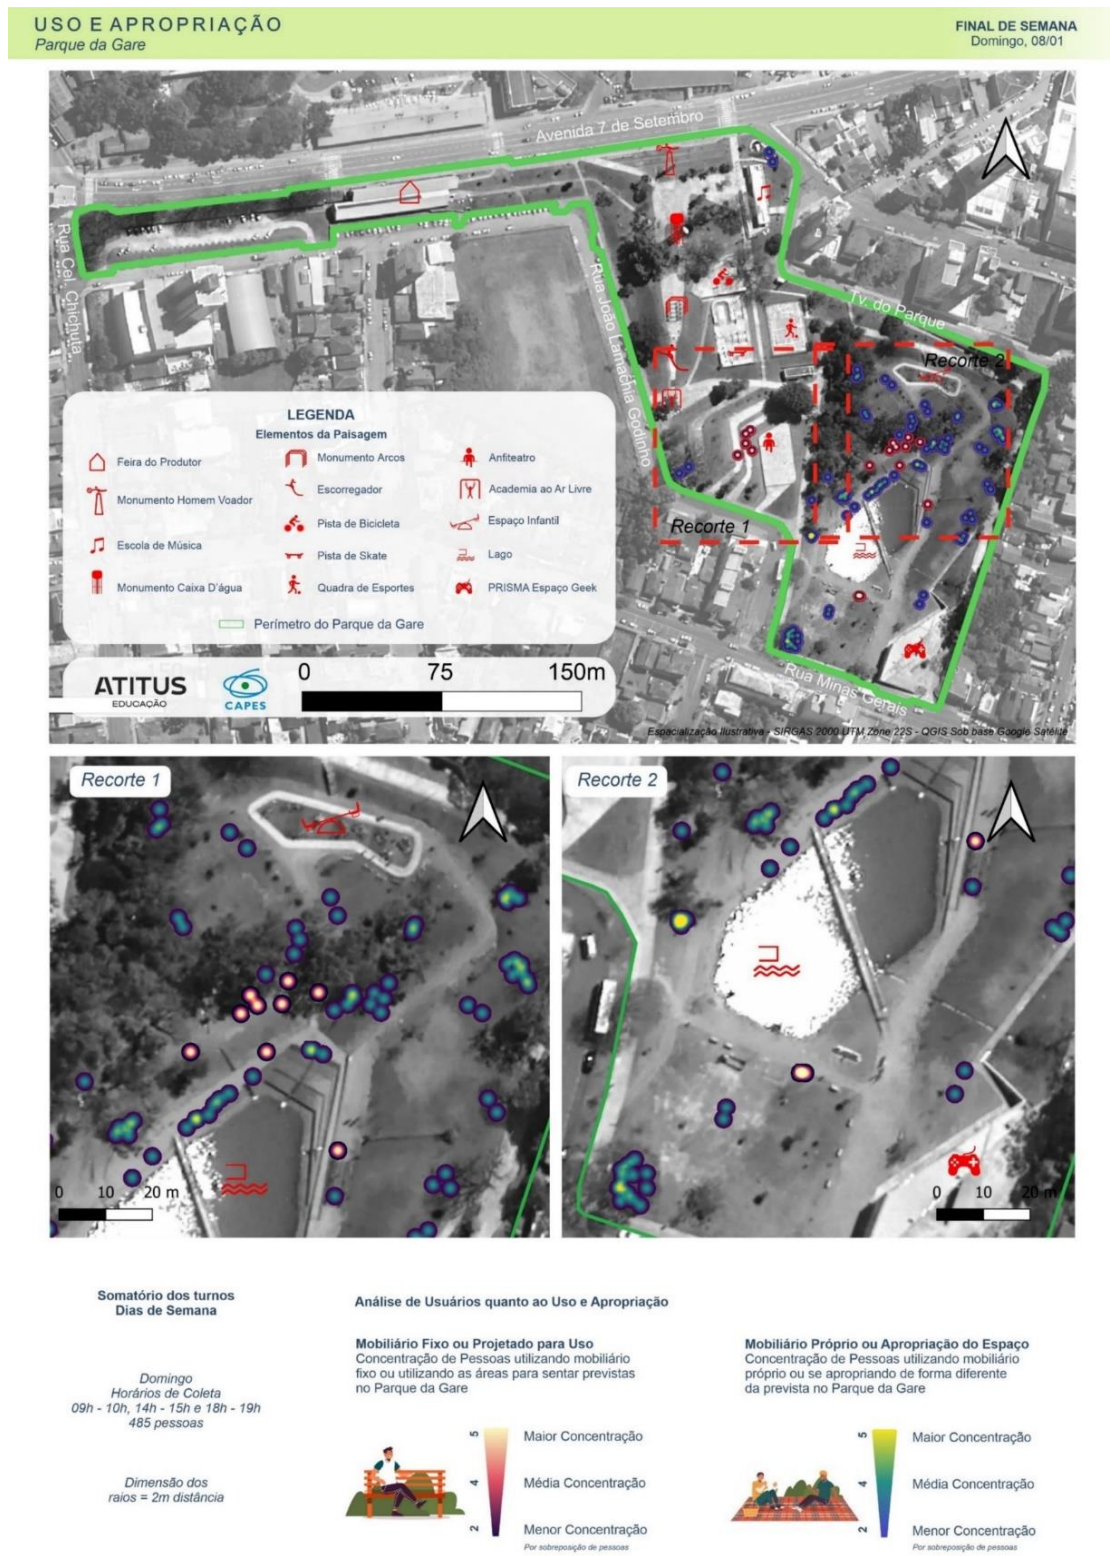 USO E APROPRIAÇÃO
Parque da Gare
FINAL DE SEMANA
Domingo, 08/01
Avenida 7 de Setembro
Rua Cel. Chichuta
Rua João Lamachia Godinho
Tv. do Parque
Recorte 2
Recorte 1
Rua Minas Gerais
LEGENDA
Elementos da Paisagem
Feira do Produtor
Monumento Homem Voador
Escola de Música
Monumento Caixa D'água
Monumento Arcos
Escorregador
Pista de Bicicleta
Pista de Skate
Quadra de Esportes
Anfiteatro
Academia ao Ar Livre
Espaço Infantil
Lago
PRISMA Espaço Geek
Perímetro do Parque da Gare
ATITUS
EDUCAÇÃO
CAPES
0 75 150m
Espacialização Ilustrativa - SIRGAS 2000 UTM Zone 22S - QGIS Sob base Google Satélite
Recorte 1
0 10 20 m
Recorte 2
0 10 20 m
Somatório dos turnos
Dias de Semana
Domingo
Horários de Coleta
09h - 10h, 14h - 15h e 18h - 19h
485 pessoas
Dimensão dos
raios = 2m distância
Análise de Usuários quanto ao Uso e Apropriação
Mobiliário Fixo ou Projetado para Uso
Concentração de Pessoas utilizando mobiliário
fixo ou utilizando as áreas para sentar previstas
no Parque da Gare
5 Maior Concentração
4 Média Concentração
2 Menor Concentração
Por sobreposição de pessoas
Mobiliário Próprio ou Apropriação do Espaço
Concentração de Pessoas utilizando mobiliário
próprio ou se apropriando de forma diferente
da prevista no Parque da Gare
5 Maior Concentração
4 Média Concentração
2 Menor Concentração
Por sobreposição de pessoas